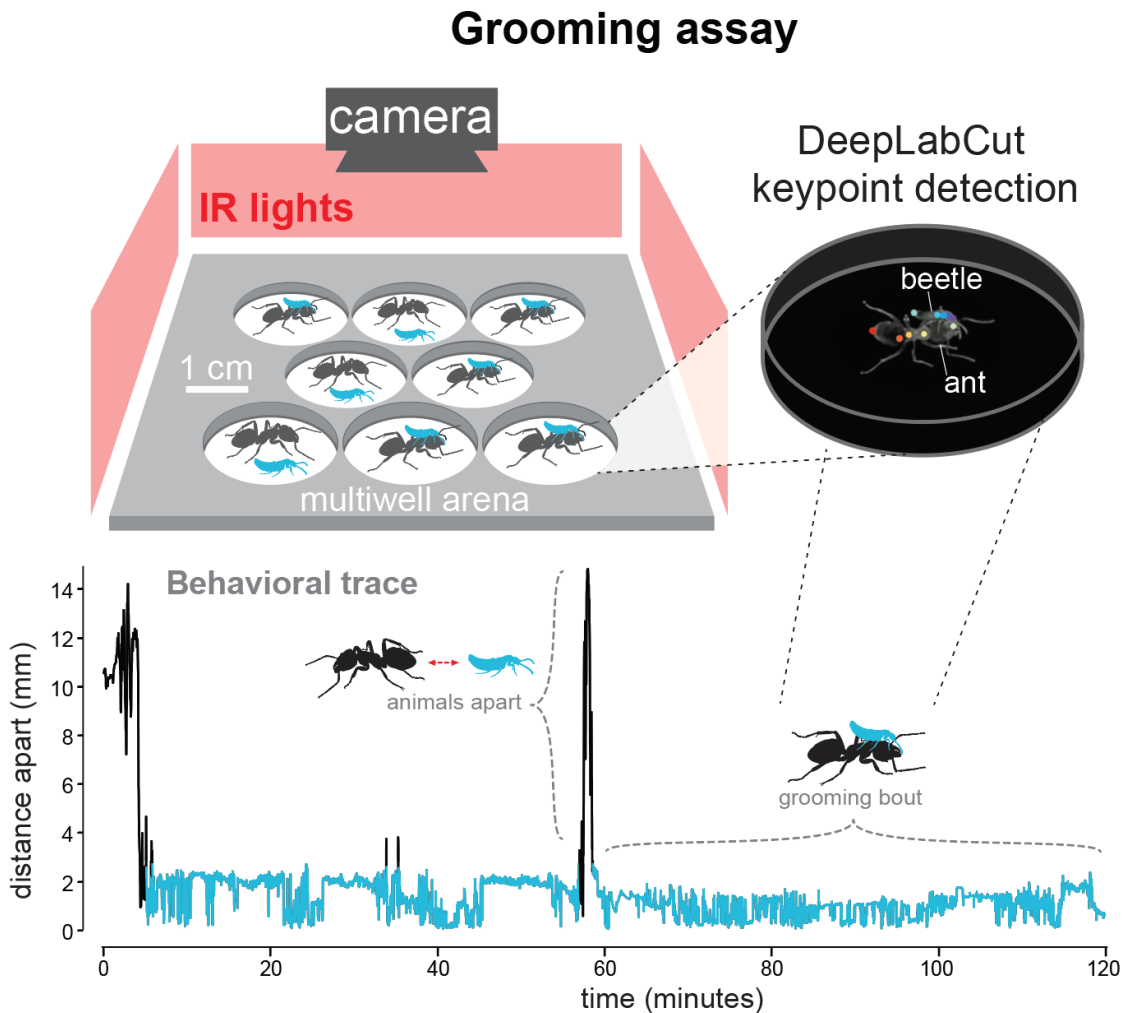 Grooming assay
camera
IR lights
DeepLabCut
keypoint detection
beetle
ant
1 cm
multiwell arena
Behavioral trace
animals apart
grooming bout
distance apart (mm)
14
12
10
8
6
4
2
0
0 20 40 60 80 100 120
time (minutes)